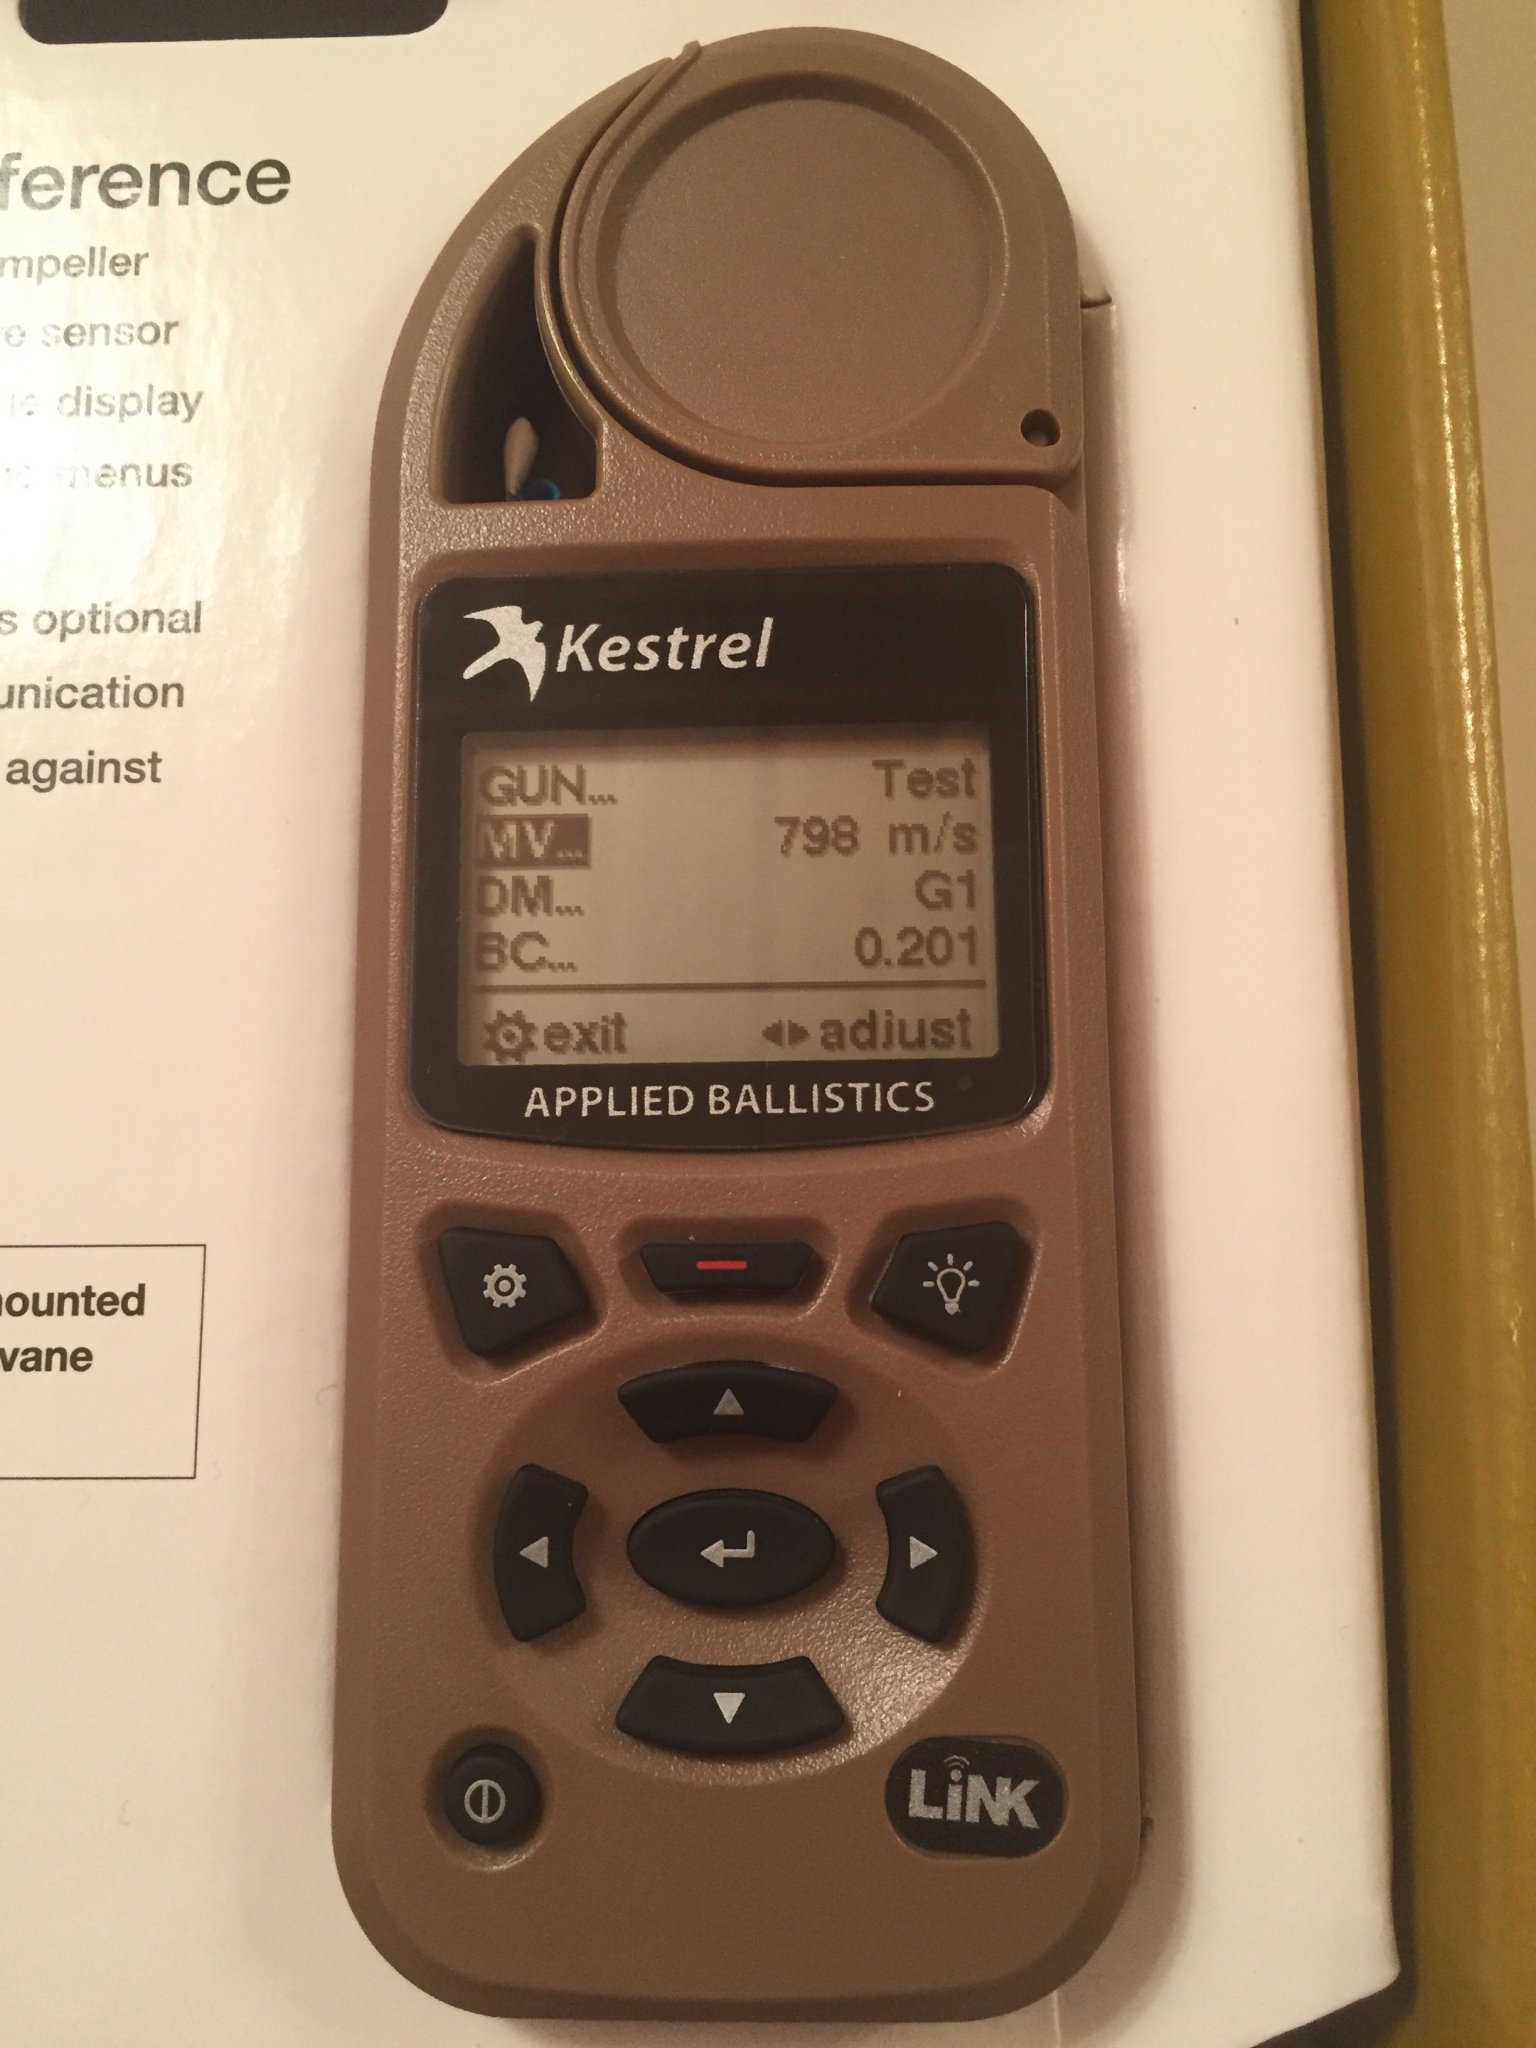 ference
mpeller
e sensor
display
menus
s optional
unication
against
ounted
vane
Kestrel
GUN... Test
MV... 798 m/s
DM... G1
BC... 0.201
exit adjust
APPLIED BALLISTICS
LiNK